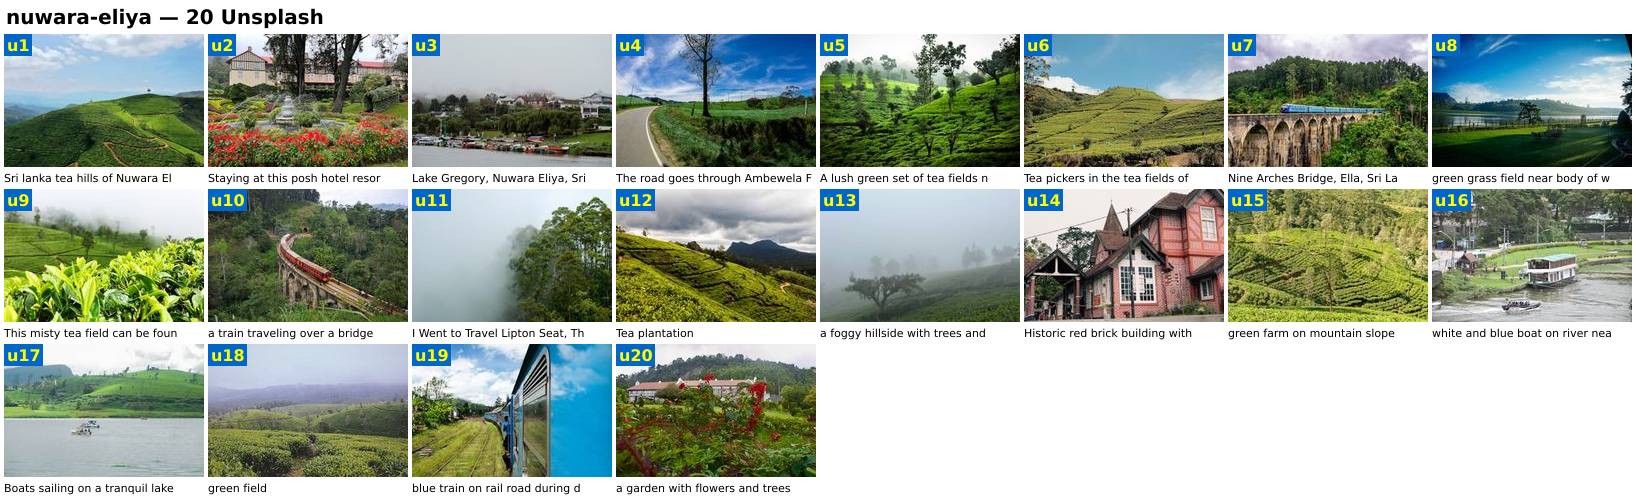 nuwara-eliya — 20 Unsplash
u1
u2
u3
u4
u5
u6
u7
u8
Sri lanka tea hills of Nuwara El
Staying at this posh hotel resor
Lake Gregory, Nuwara Eliya, Sri
The road goes through Ambewela F
A lush green set of tea fields n
Tea pickers in the tea fields of
Nine Arches Bridge, Ella, Sri La
green grass field near body of w
u9
u10
u11
u12
u13
u14
u15
u16
This misty tea field can be foun
a train traveling over a bridge
I Went to Travel Lipton Seat, Th
Tea plantation
a foggy hillside with trees and
Historic red brick building with
green farm on mountain slope
white and blue boat on river nea
u17
u18
u19
u20
Boats sailing on a tranquil lake
green field
blue train on rail road during d
a garden with flowers and trees